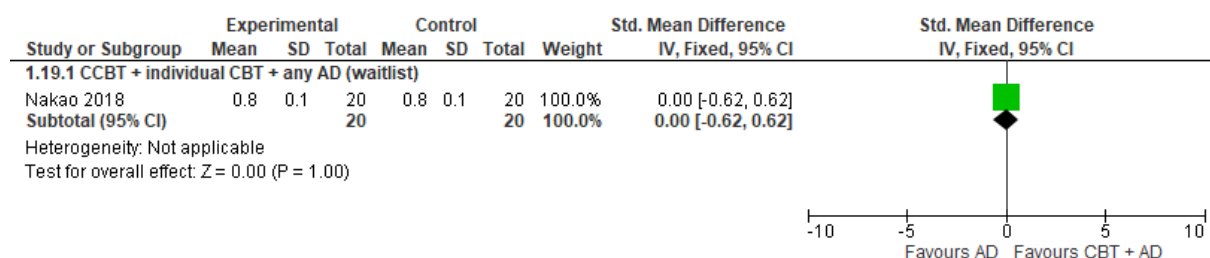 Experimental Control Std. Mean Difference Std. Mean Difference
Study or Subgroup Mean SD Total Mean SD Total Weight IV, Fixed, 95% CI IV, Fixed, 95% CI
1.19.1 CCBT + individual CBT + any AD (waitlist)
Nakao 2018 0.8 0.1 20 0.8 0.1 20 100.0% 0.00 [-0.62, 0.62]
Subtotal (95% CI) 20 20 100.0% 0.00 [-0.62, 0.62]
Heterogeneity: Not applicable
Test for overall effect: Z = 0.00 (P = 1.00)
-10 -5 0 5 10
Favours AD Favours CBT + AD